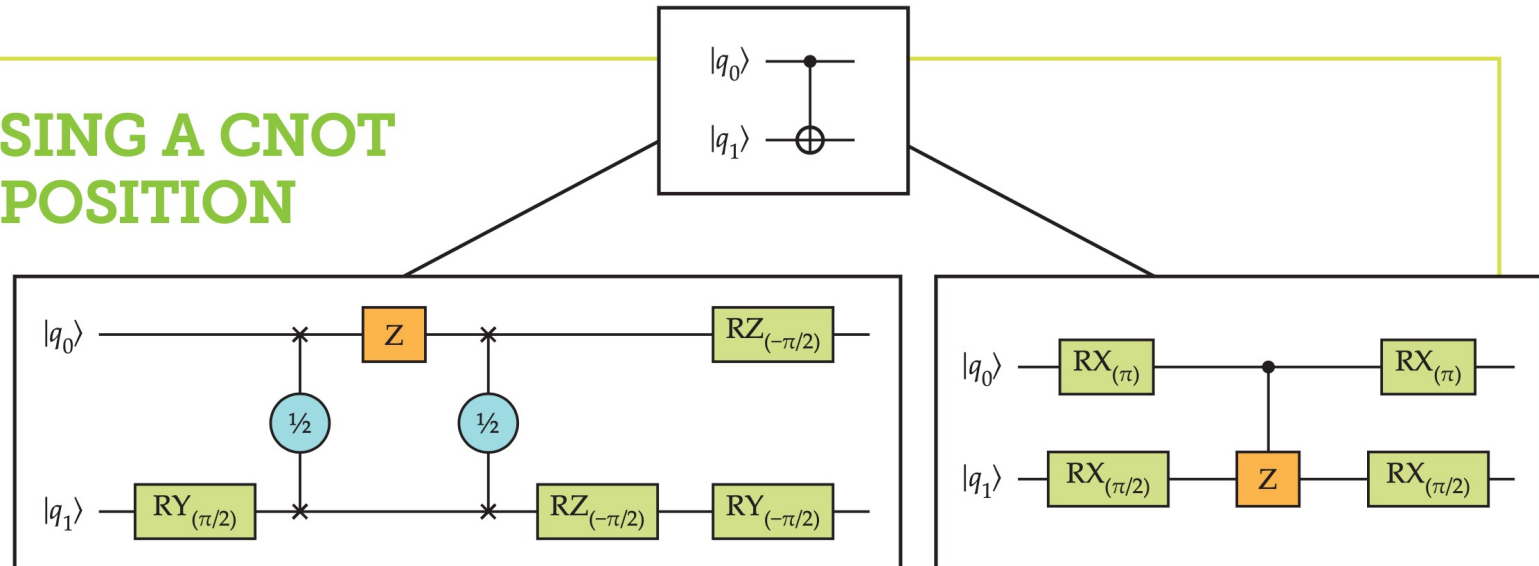 |q₀⟩
|q₁⟩
SING A CNOT
POSITION
|q₀⟩ Z RZ(−π/2)
½ ½
|q₁⟩ RY(π/2) RZ(−π/2) RY(−π/2)
|q₀⟩ RX(π) RX(π)
|q₁⟩ RX(π/2) Z RX(π/2)